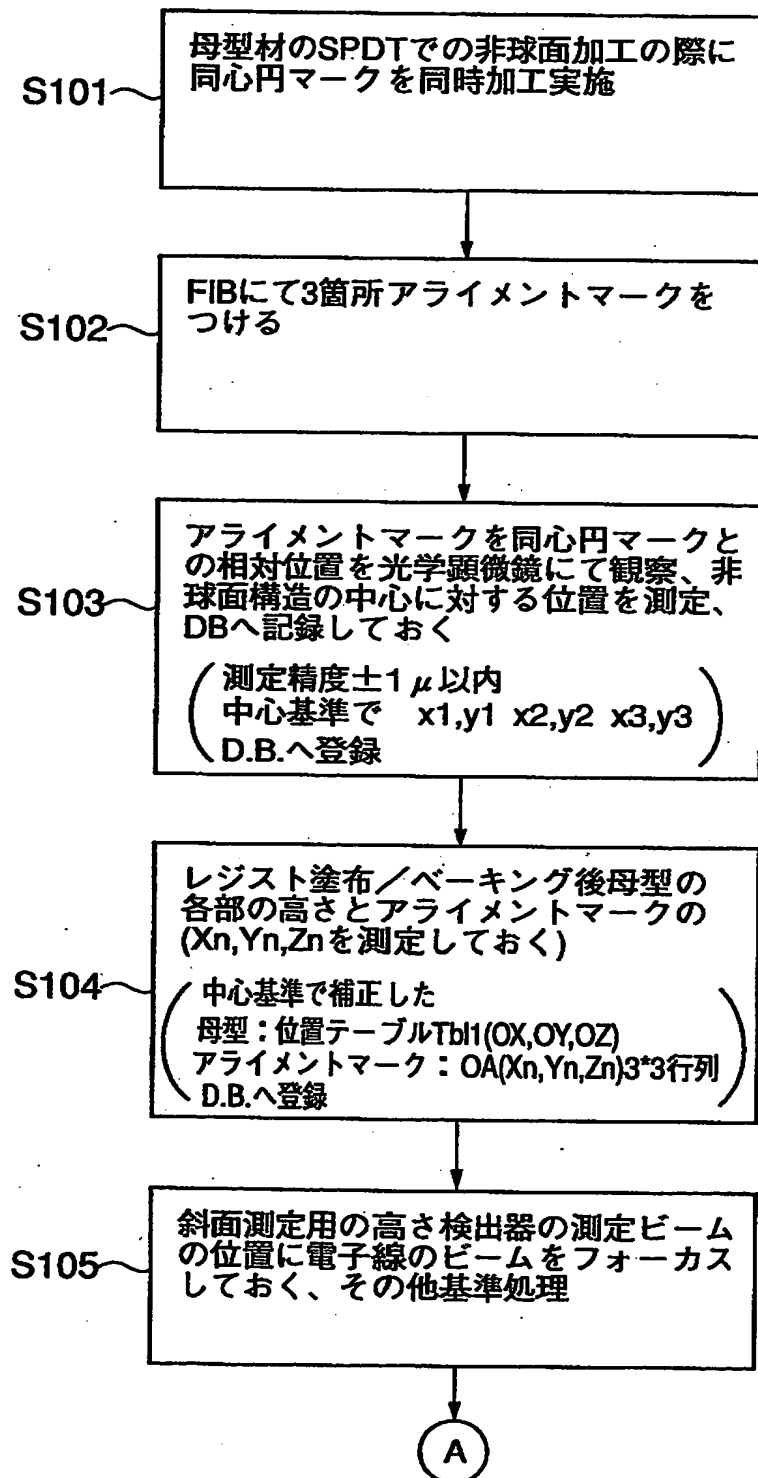 S101
母型材のSPDTでの非球面加工の際に
同心円マークを同時加工実施
S102
FIBにて3箇所アライメントマークを
つける
S103
アライメントマークを同心円マークと
の相対位置を光学顕微鏡にて観察、非
球面構造の中心に対する位置を測定、
DBへ記録しておく
(測定精度±1μ以内
中心基準で x1,y1 x2,y2 x3,y3
D.B.へ登録)
S104
レジスト塗布／ベーキング後母型の
各部の高さとアライメントマークの
(Xn,Yn,Znを測定しておく)
(中心基準で補正した
母型：位置テーブルTbl1(OX,OY,OZ)
アライメントマーク：OA(Xn,Yn,Zn)3*3行列
D.B.へ登録)
S105
斜面測定用の高さ検出器の測定ビーム
の位置に電子線のビームをフォーカス
しておく、その他基準処理
A